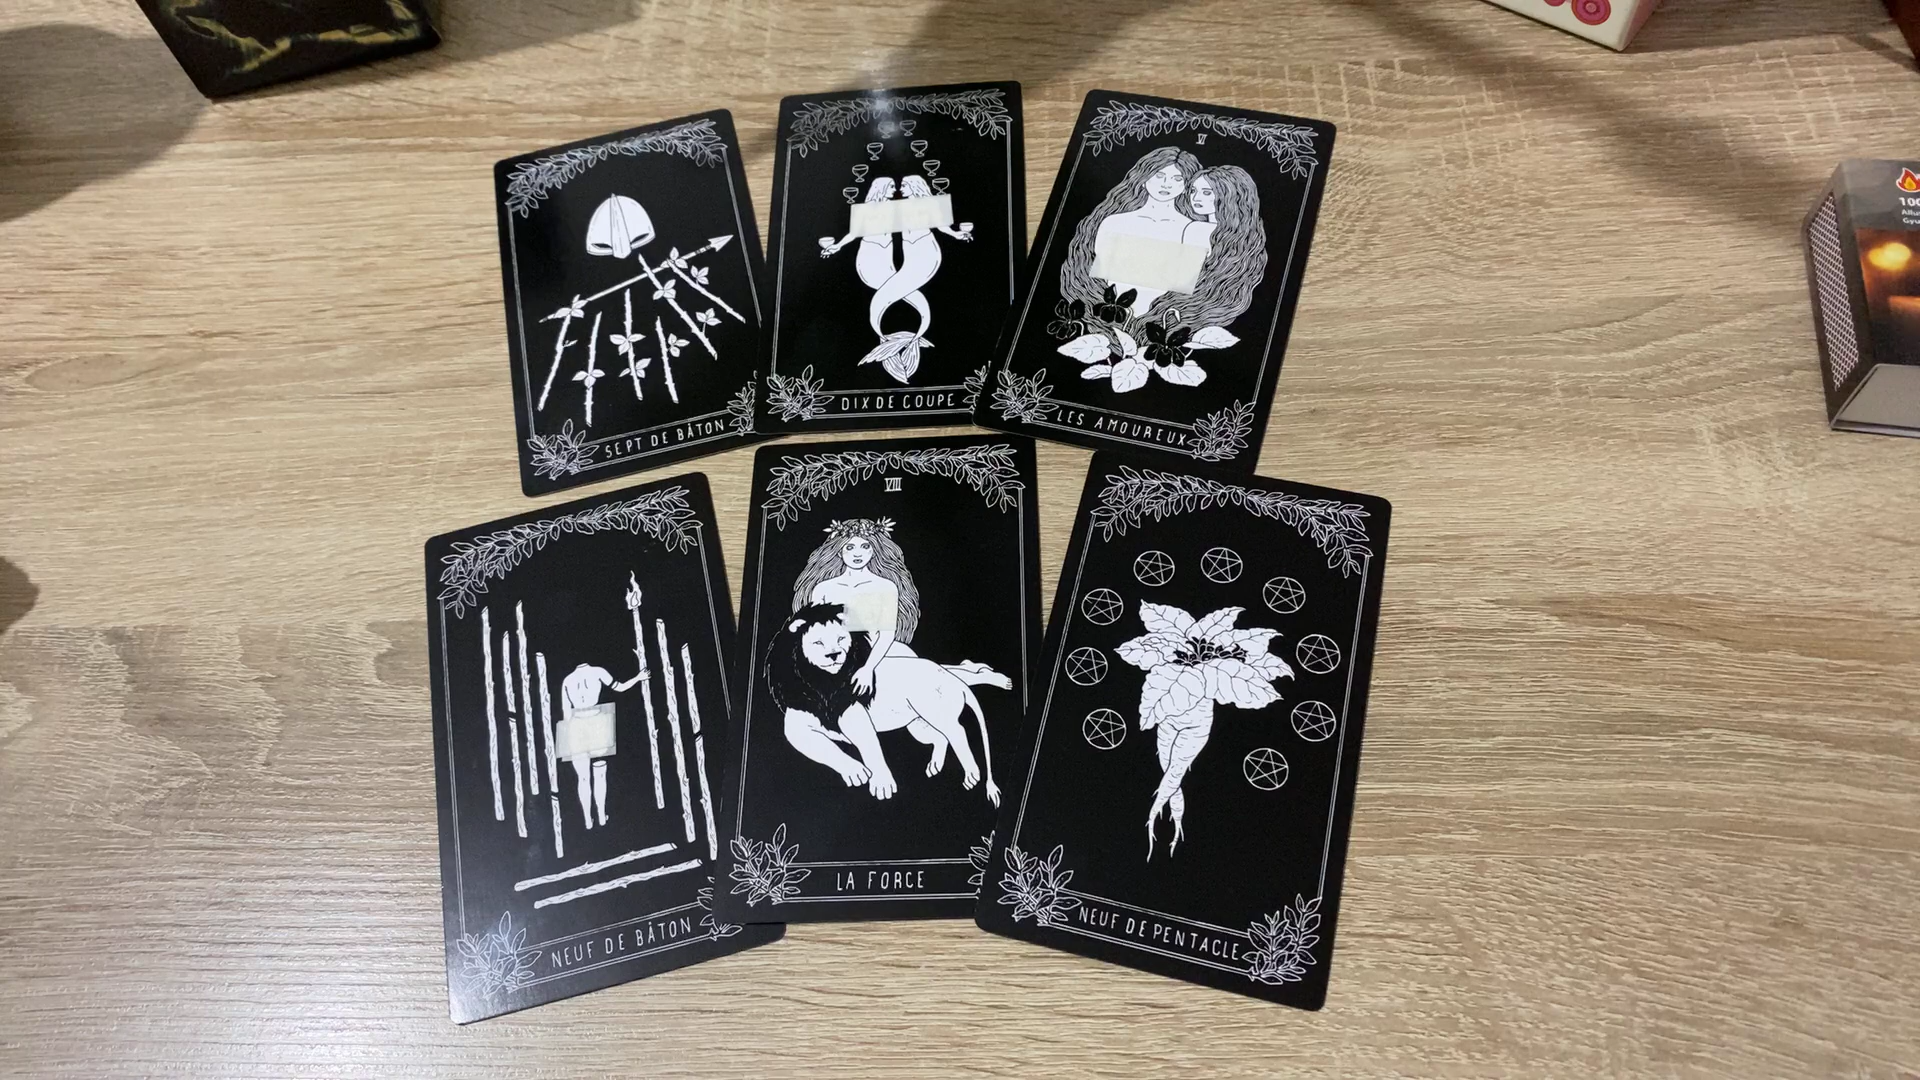 SEPT DE BÂTON
DIX DE COUPE
VI
LES AMOUREUX
NEUF DE BÂTON
VIII
LA FORCE
NEUF DE PENTACLE